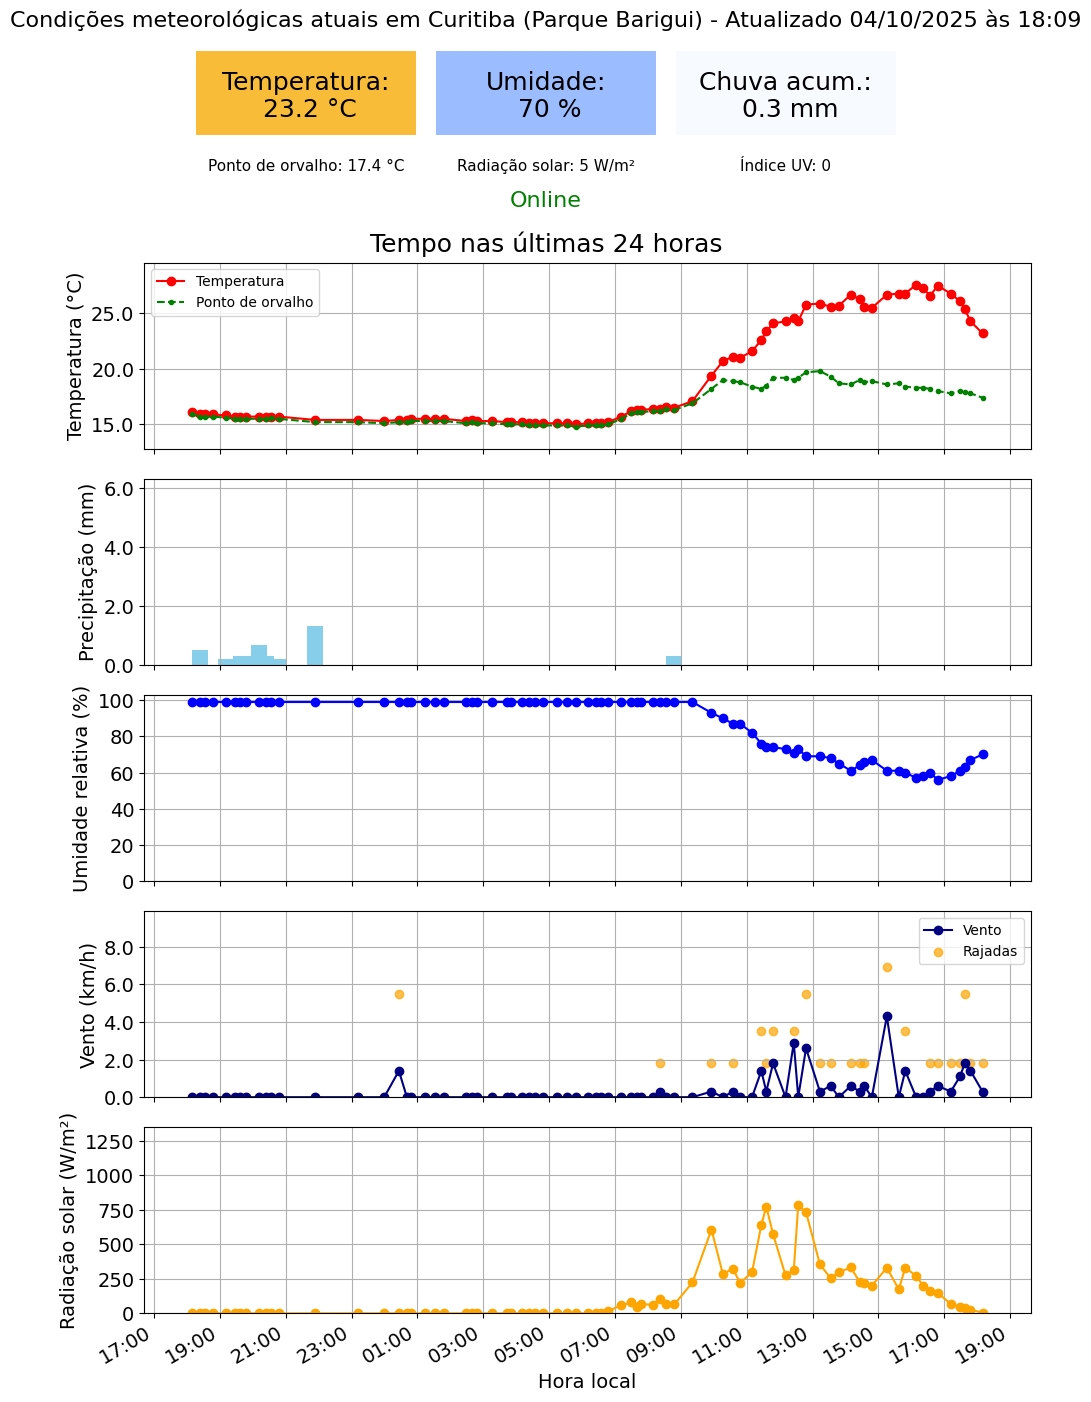 Condições meteorológicas atuais em Curitiba (Parque Barigui) - Atualizado 04/10/2025 às 18:09
Temperatura:
23.2 °C
Umidade:
70 %
Chuva acum.:
0.3 mm
Ponto de orvalho: 17.4 °C
Radiação solar: 5 W/m²
Índice UV: 0
Online
Tempo nas últimas 24 horas
Temperatura (°C)
25.0
20.0
15.0
Temperatura
Ponto de orvalho
Precipitação (mm)
6.0
4.0
2.0
0.0
Umidade relativa (%)
100
80
60
40
20
0
Vento (km/h)
8.0
6.0
4.0
2.0
0.0
Vento
Rajadas
Radiação solar (W/m²)
1250
1000
750
500
250
0
17:00
19:00
21:00
23:00
01:00
03:00
05:00
07:00
09:00
11:00
13:00
15:00
17:00
19:00
Hora local